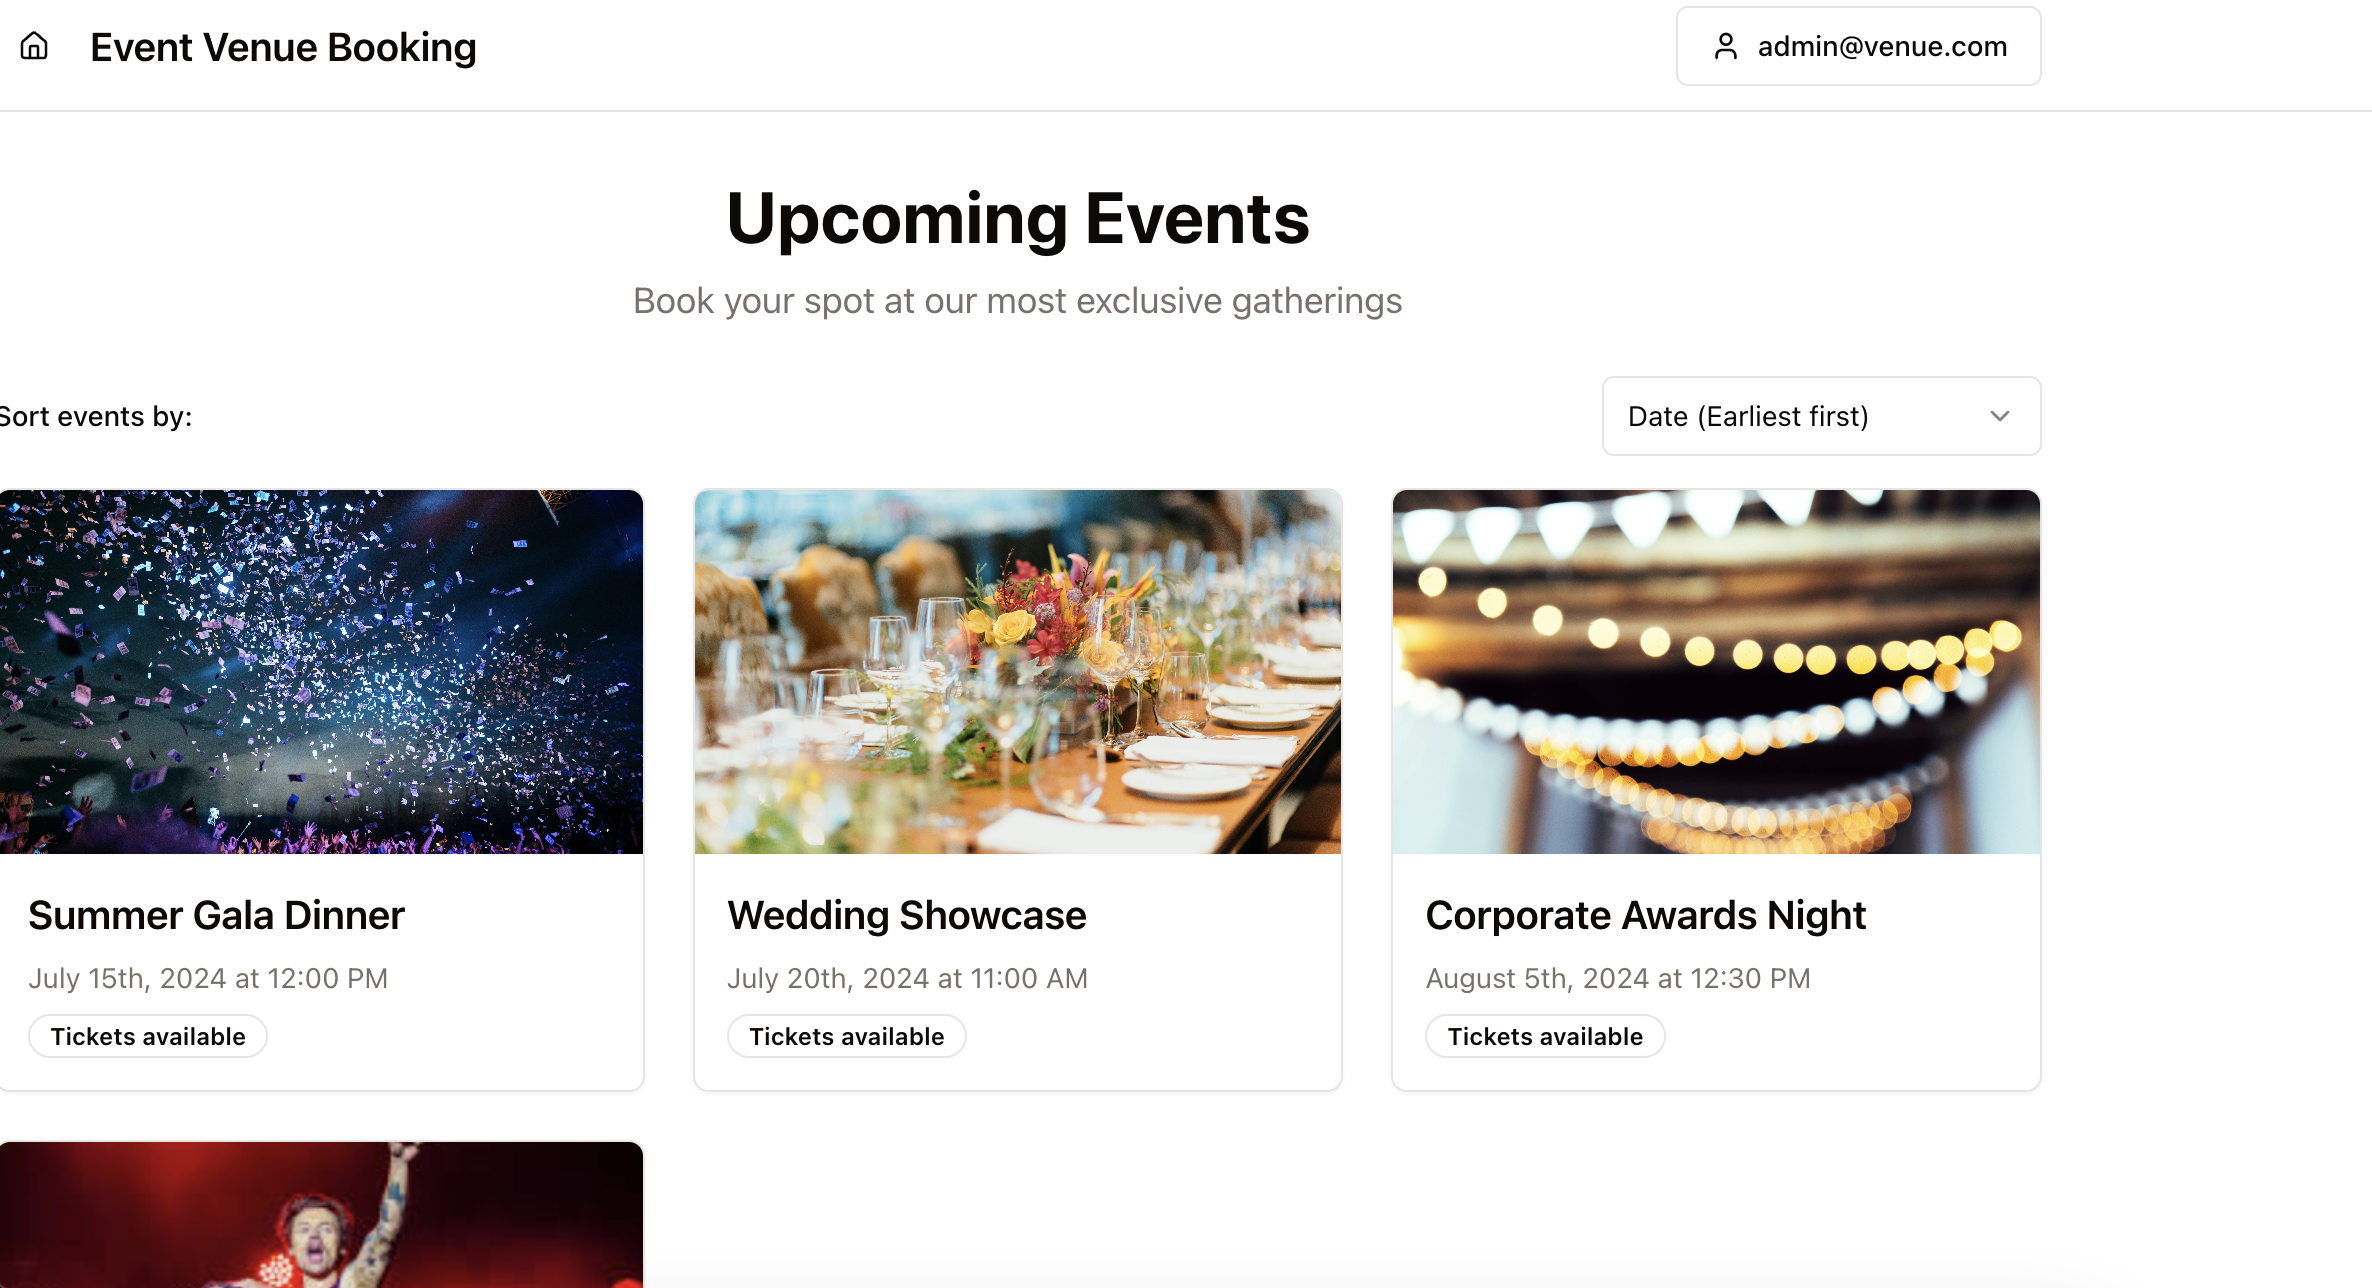 Event Venue Booking
admin@venue.com
Upcoming Events
Book your spot at our most exclusive gatherings
Sort events by:
Date (Earliest first)
Summer Gala Dinner
July 15th, 2024 at 12:00 PM
Tickets available
Wedding Showcase
July 20th, 2024 at 11:00 AM
Tickets available
Corporate Awards Night
August 5th, 2024 at 12:30 PM
Tickets available